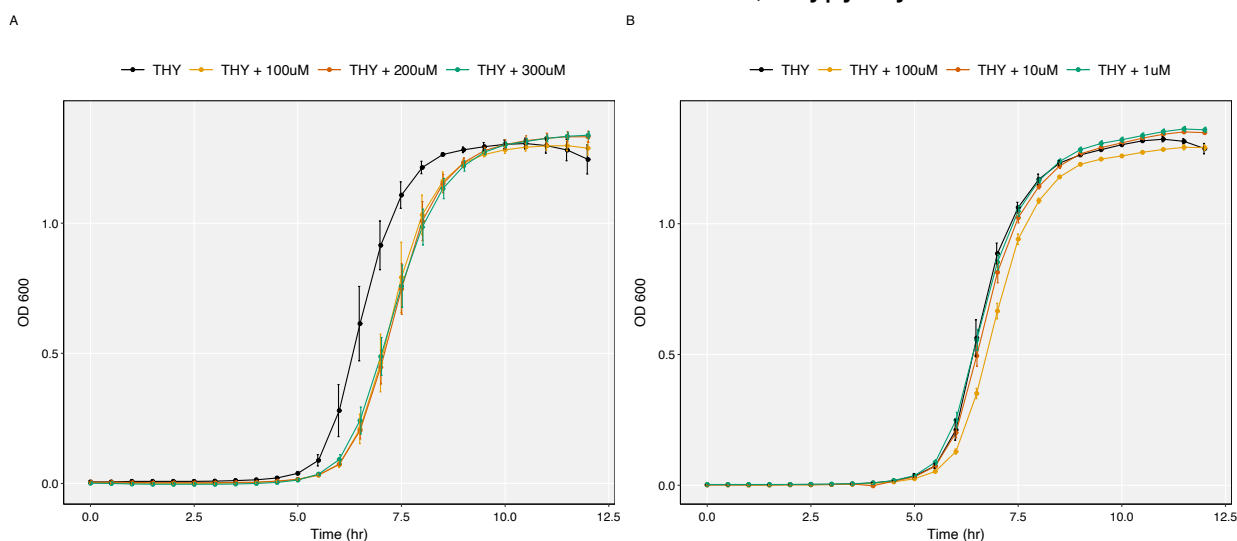 A
B
THY THY + 100uM THY + 200uM THY + 300uM
THY THY + 100uM THY + 10uM THY + 1uM
OD 600
1.0
0.5
0.0
0.0 2.5 5.0 7.5 10.0 12.5
Time (hr)
OD 600
1.0
0.5
0.0
0.0 2.5 5.0 7.5 10.0 12.5
Time (hr)